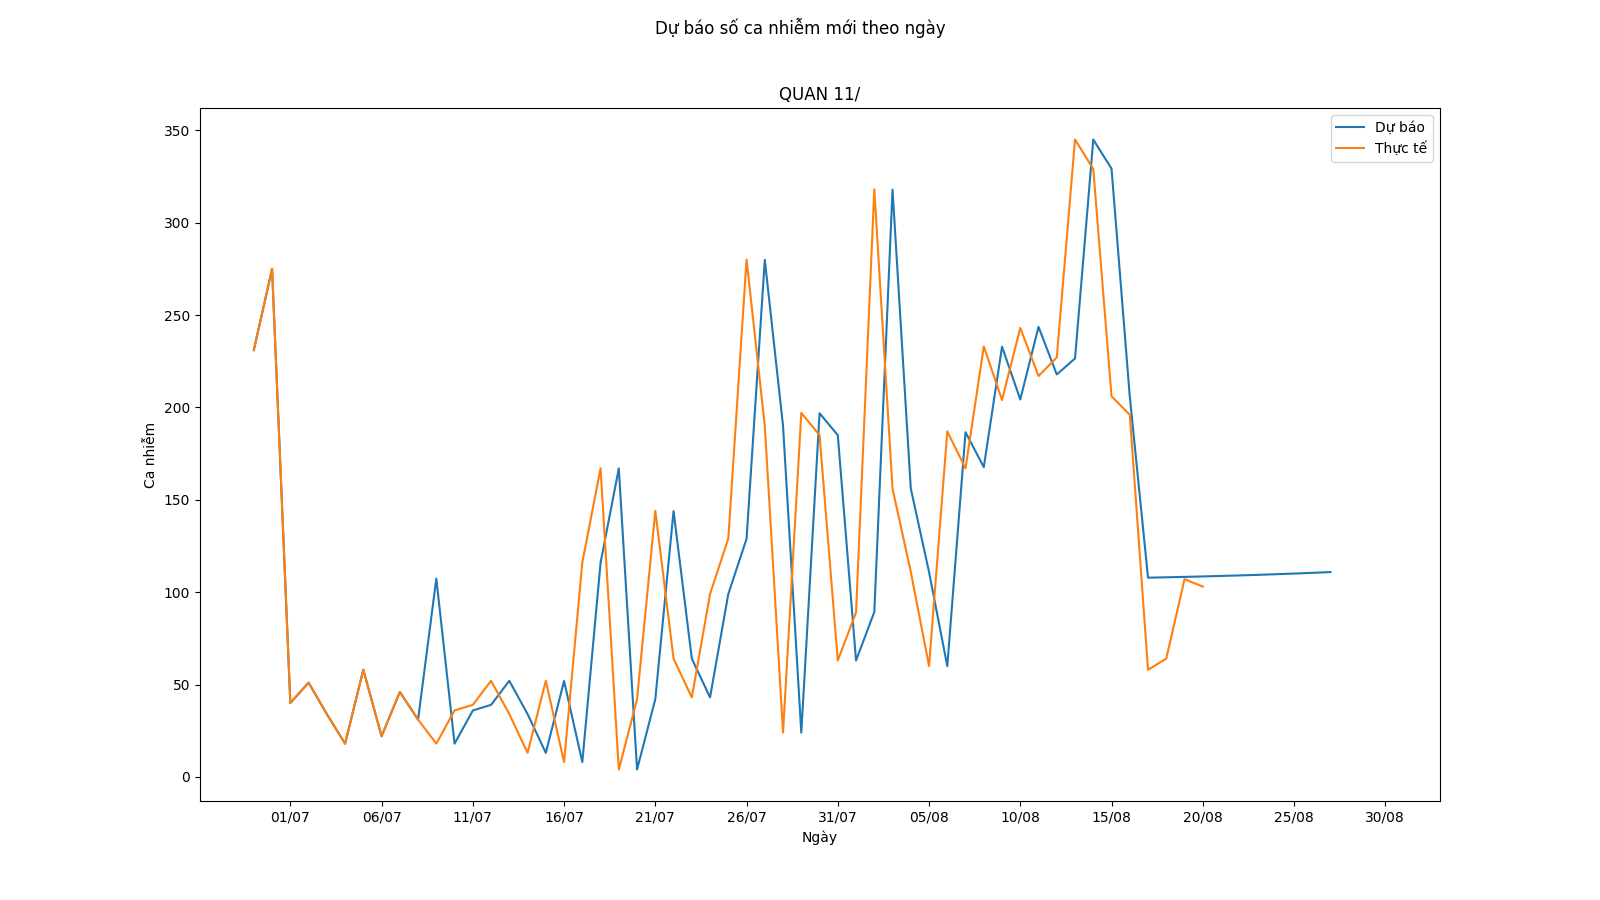 Dự báo số ca nhiễm mới theo ngày
QUAN 11/
Dự báo
Thực tế
350
300
250
200
150
100
50
0
Ca nhiễm
01/07 06/07 11/07 16/07 21/07 26/07 31/07 05/08 10/08 15/08 20/08 25/08 30/08
Ngày